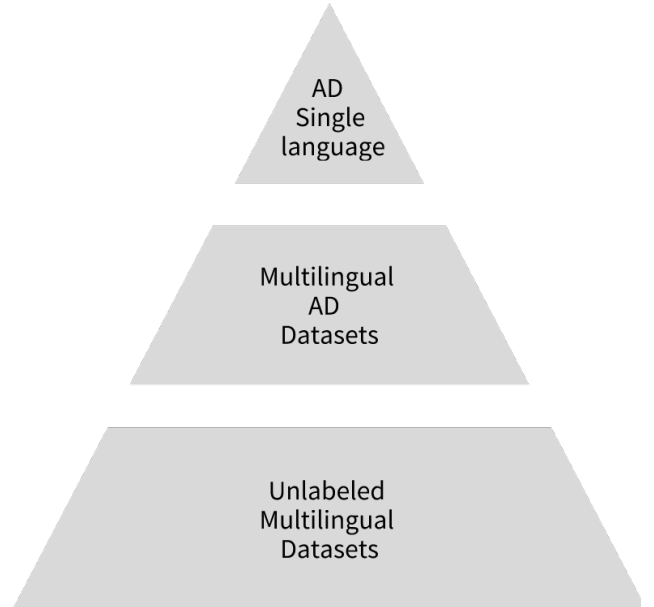 AD
Single
language
Multilingual
AD
Datasets
Unlabeled
Multilingual
Datasets